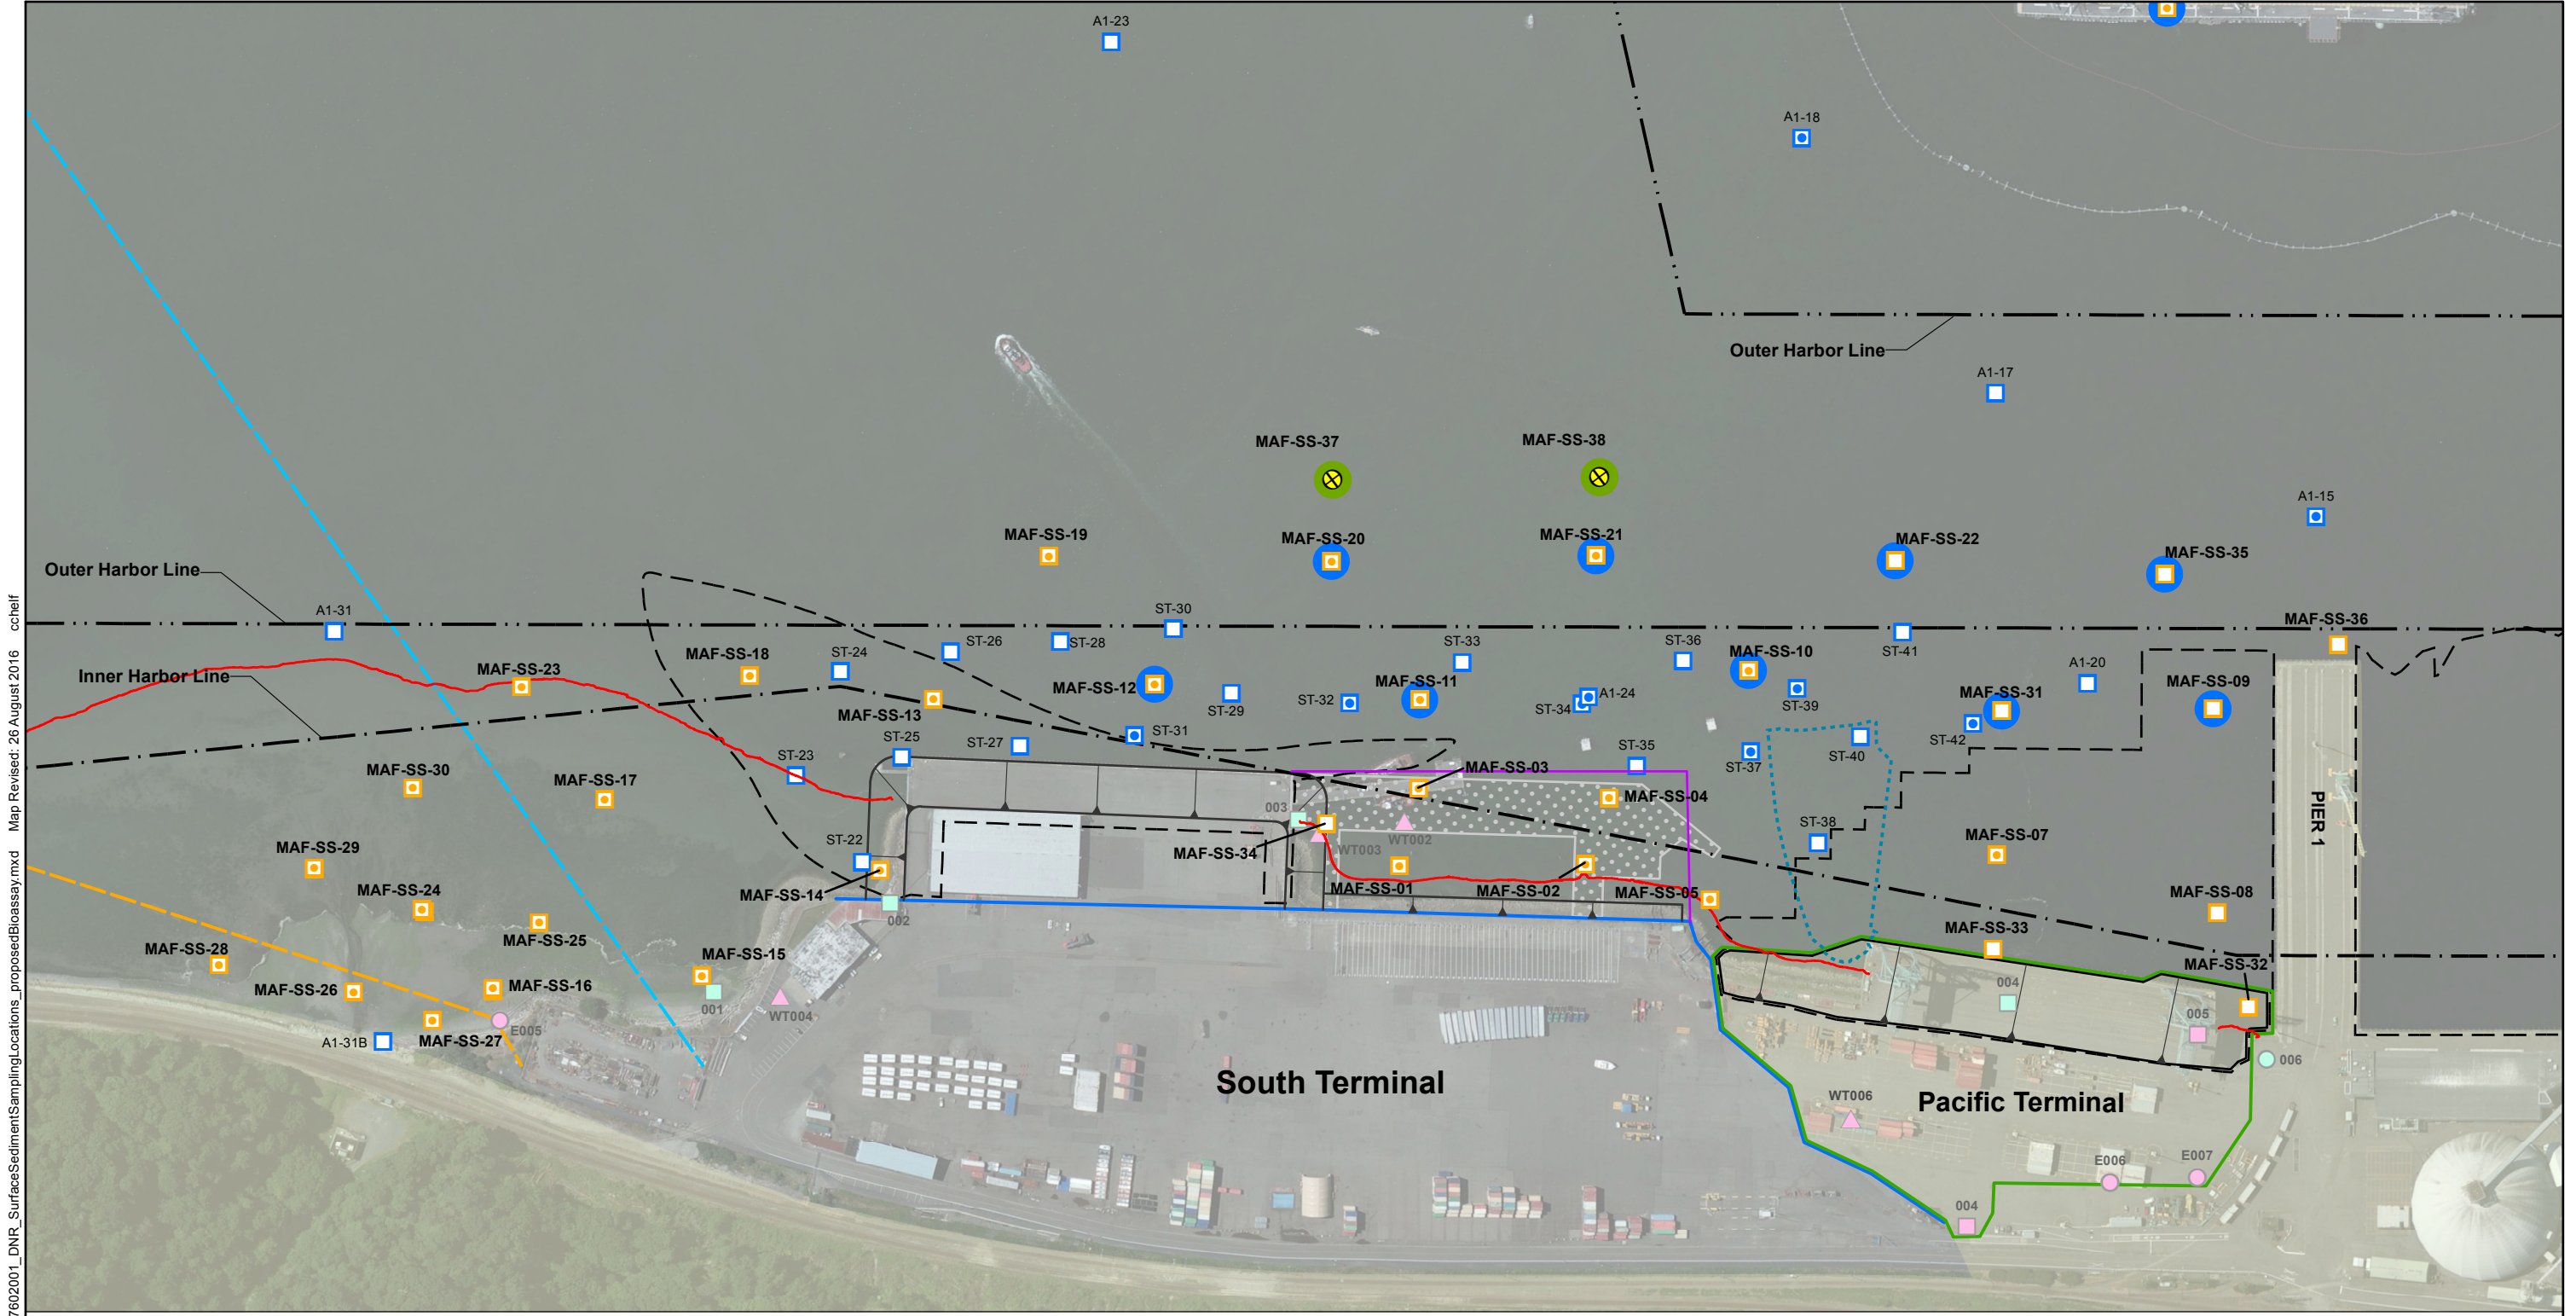 A1-23
A1-18
Outer Harbor Line
A1-17
MAF-SS-37
MAF-SS-38
A1-15
MAF-SS-19
MAF-SS-20
MAF-SS-21
MAF-SS-22
MAF-SS-35
Outer Harbor Line
A1-31
ST-30
MAF-SS-36
ST-26
ST-28
ST-33
ST-36
ST-41
MAF-SS-18
ST-24
MAF-SS-10
A1-20
Inner Harbor Line
MAF-SS-23
MAF-SS-12
MAF-SS-11
MAF-SS-31
MAF-SS-09
ST-29
ST-32
ST-34
A1-24
ST-39
MAF-SS-13
ST-25
ST-27
ST-31
ST-35
ST-37
ST-40
ST-42
ST-23
MAF-SS-30
MAF-SS-17
MAF-SS-03
MAF-SS-04
003
WT002
WT003
ST-38
PIER 1
ST-22
MAF-SS-34
MAF-SS-07
MAF-SS-29
MAF-SS-24
MAF-SS-14
MAF-SS-01
MAF-SS-02
MAF-SS-05
MAF-SS-08
002
MAF-SS-25
MAF-SS-33
MAF-SS-28
MAF-SS-15
MAF-SS-32
MAF-SS-26
MAF-SS-16
001
WT004
004
005
E005
A1-31B
MAF-SS-27
006
South Terminal
Pacific Terminal
WT006
E006
E007
004
7602001_DNR_SurfaceSedimentSamplingLocations_proposedBioassay.mxd Map Revised: 26 August 2016 cchelf